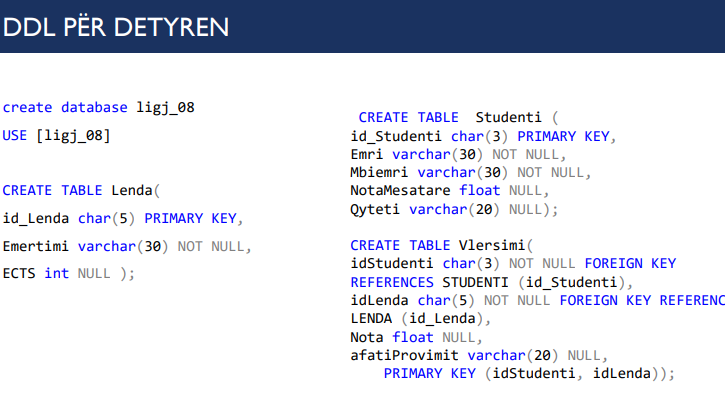 DDL PËR DETYREN
create database ligj_08
USE [ligj_08]
CREATE TABLE Lenda(
id_Lenda char(5) PRIMARY KEY,
Emertimi varchar(30) NOT NULL,
ECTS int NULL );
CREATE TABLE Studenti (
id_Studenti char(3) PRIMARY KEY,
Emri varchar(30) NOT NULL,
Mbiemri varchar(30) NOT NULL,
NotaMesatare float NULL,
Qyteti varchar(20) NULL);
CREATE TABLE Vlersimi(
idStudenti char(3) NOT NULL FOREIGN KEY
REFERENCES STUDENTI (id_Studenti),
idLenda char(5) NOT NULL FOREIGN KEY REFERENC
LENDA (id_Lenda),
Nota float NULL,
afatiProvimit varchar(20) NULL,
PRIMARY KEY (idStudenti, idLenda));